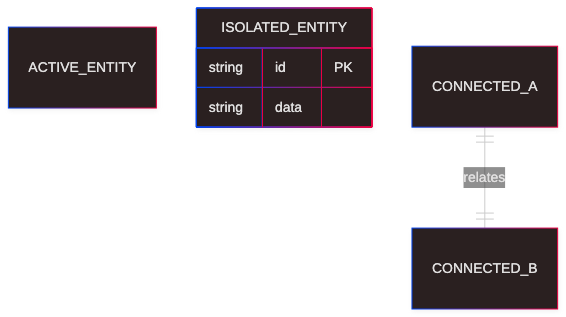 ACTIVE_ENTITY
ISOLATED_ENTITY
string id PK
string data
CONNECTED_A
relates
CONNECTED_B